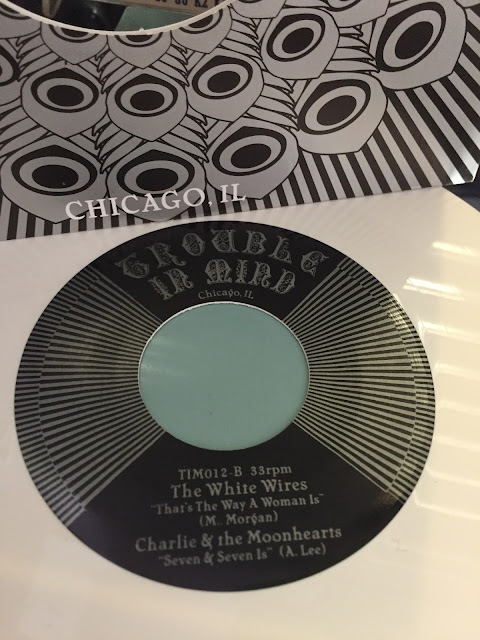 CHICAGO, IL
TROUBLE
IN MIND
Chicago, IL
TIM012-B 33rpm
The White Wires
"That's The Way A Woman Is"
(M. Morgan)
Charlie & the Moonhearts
"Seven & Seven Is" (A. Lee)